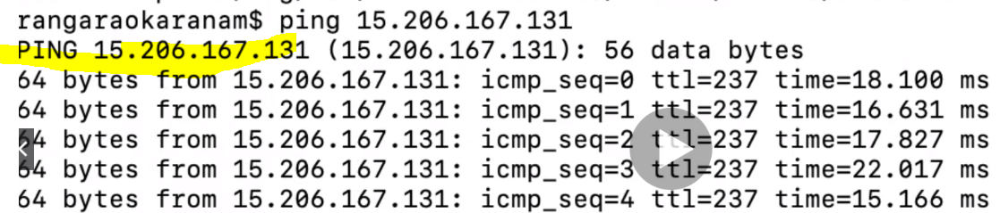 rangaraokaranam$ ping 15.206.167.131
PING 15.206.167.131 (15.206.167.131): 56 data bytes
64 bytes from 15.206.167.131: icmp_seq=0 ttl=237 time=18.100 ms
64 bytes from 15.206.167.131: icmp_seq=1 ttl=237 time=16.631 ms
64 bytes from 15.206.167.131: icmp_seq=2 ttl=237 time=17.827 ms
64 bytes from 15.206.167.131: icmp_seq=3 ttl=237 time=22.017 ms
64 bytes from 15.206.167.131: icmp_seq=4 ttl=237 time=15.166 ms